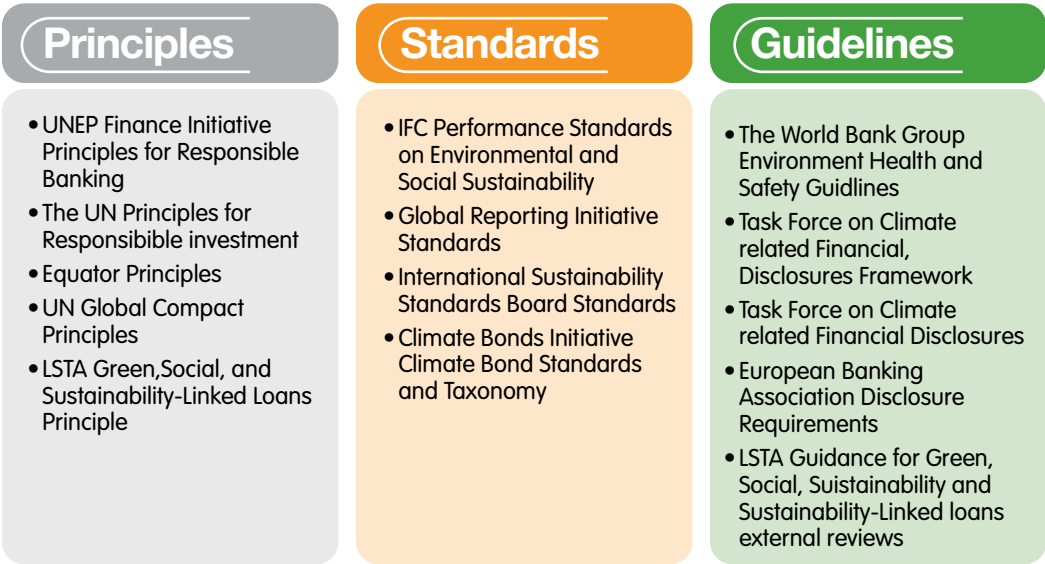 Principles
• UNEP Finance Initiative
Principles for Responsible
Banking
• The UN Principles for
Responsibible investment
• Equator Principles
• UN Global Compact
Principles
• LSTA Green,Social, and
Sustainability-Linked Loans
Principle
Standards
• IFC Performance Standards
on Environmental and
Social Sustainability
• Global Reporting Initiative
Standards
• International Sustainability
Standards Board Standards
• Climate Bonds Initiative
Climate Bond Standards
and Taxonomy
Guidelines
• The World Bank Group
Environment Health and
Safety Guidlines
• Task Force on Climate
related Financial,
Disclosures Framework
• Task Force on Climate
related Financial Disclosures
• European Banking
Association Disclosure
Requirements
• LSTA Guidance for Green,
Social, Suistainability and
Sustainability-Linked loans
external reviews